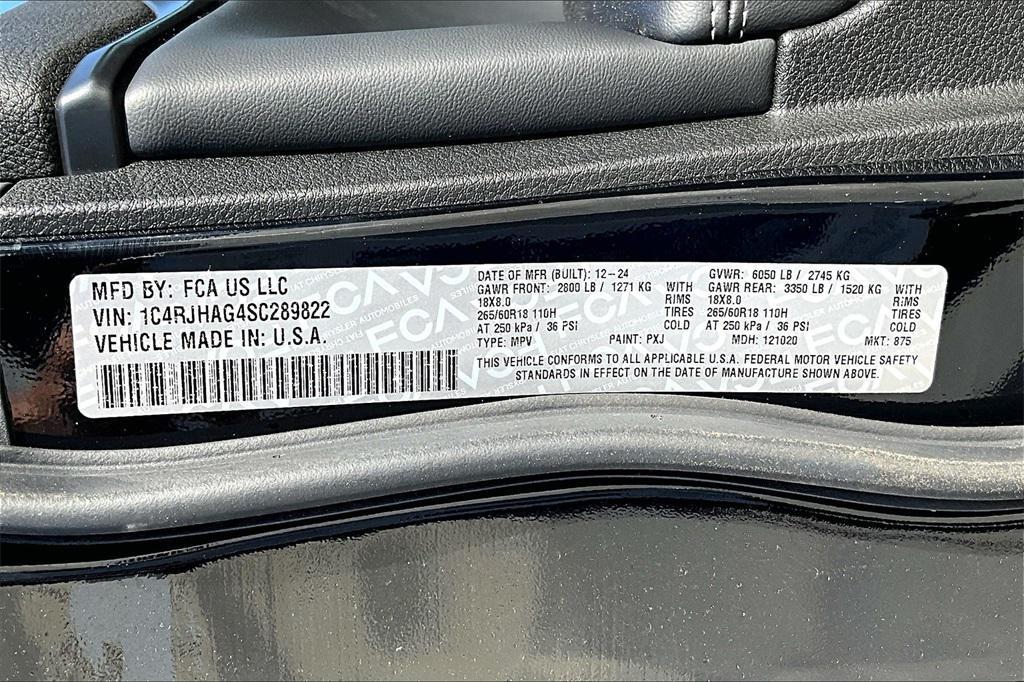 MFD BY: FCA US LLC
VIN: 1C4RJHAG4SC289822
VEHICLE MADE IN: U.S.A.
DATE OF MFR (BUILT): 12-24 GVWR: 6050 LB / 2745 KG
GAWR FRONT: 2800 LB / 1271 KG WITH GAWR REAR: 3350 LB / 1520 KG WITH
18X8.0 RIMS 18X8.0 RIMS
265/60R18 110H TIRES 265/60R18 110H TIRES
AT 250 kPa / 36 PSI COLD AT 250 kPa / 36 PSI COLD
TYPE: MPV PAINT: PXJ MDH: 121020 MKT: 875
THIS VEHICLE CONFORMS TO ALL APPLICABLE U.S.A. FEDERAL MOTOR VEHICLE SAFETY
STANDARDS IN EFFECT ON THE DATE OF MANUFACTURE SHOWN ABOVE.